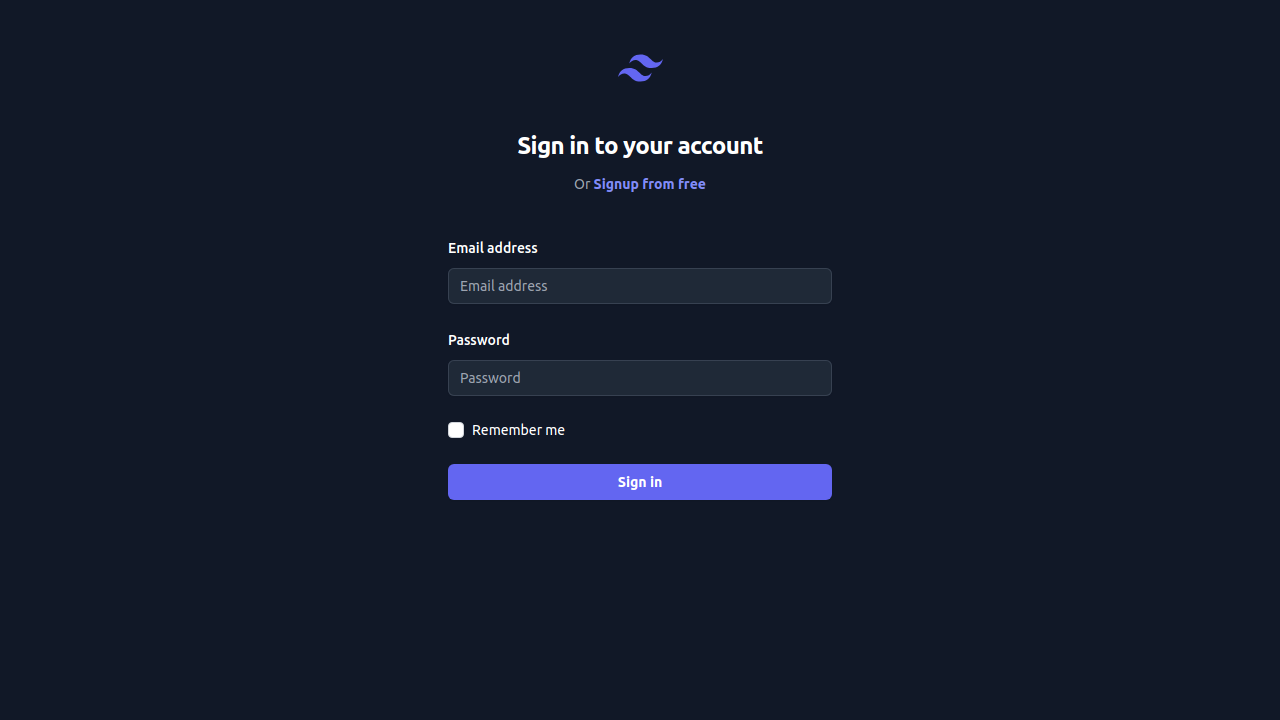 Sign in to your account
Or Signup from free
Email address
Email address
Password
Password
Remember me
Sign in